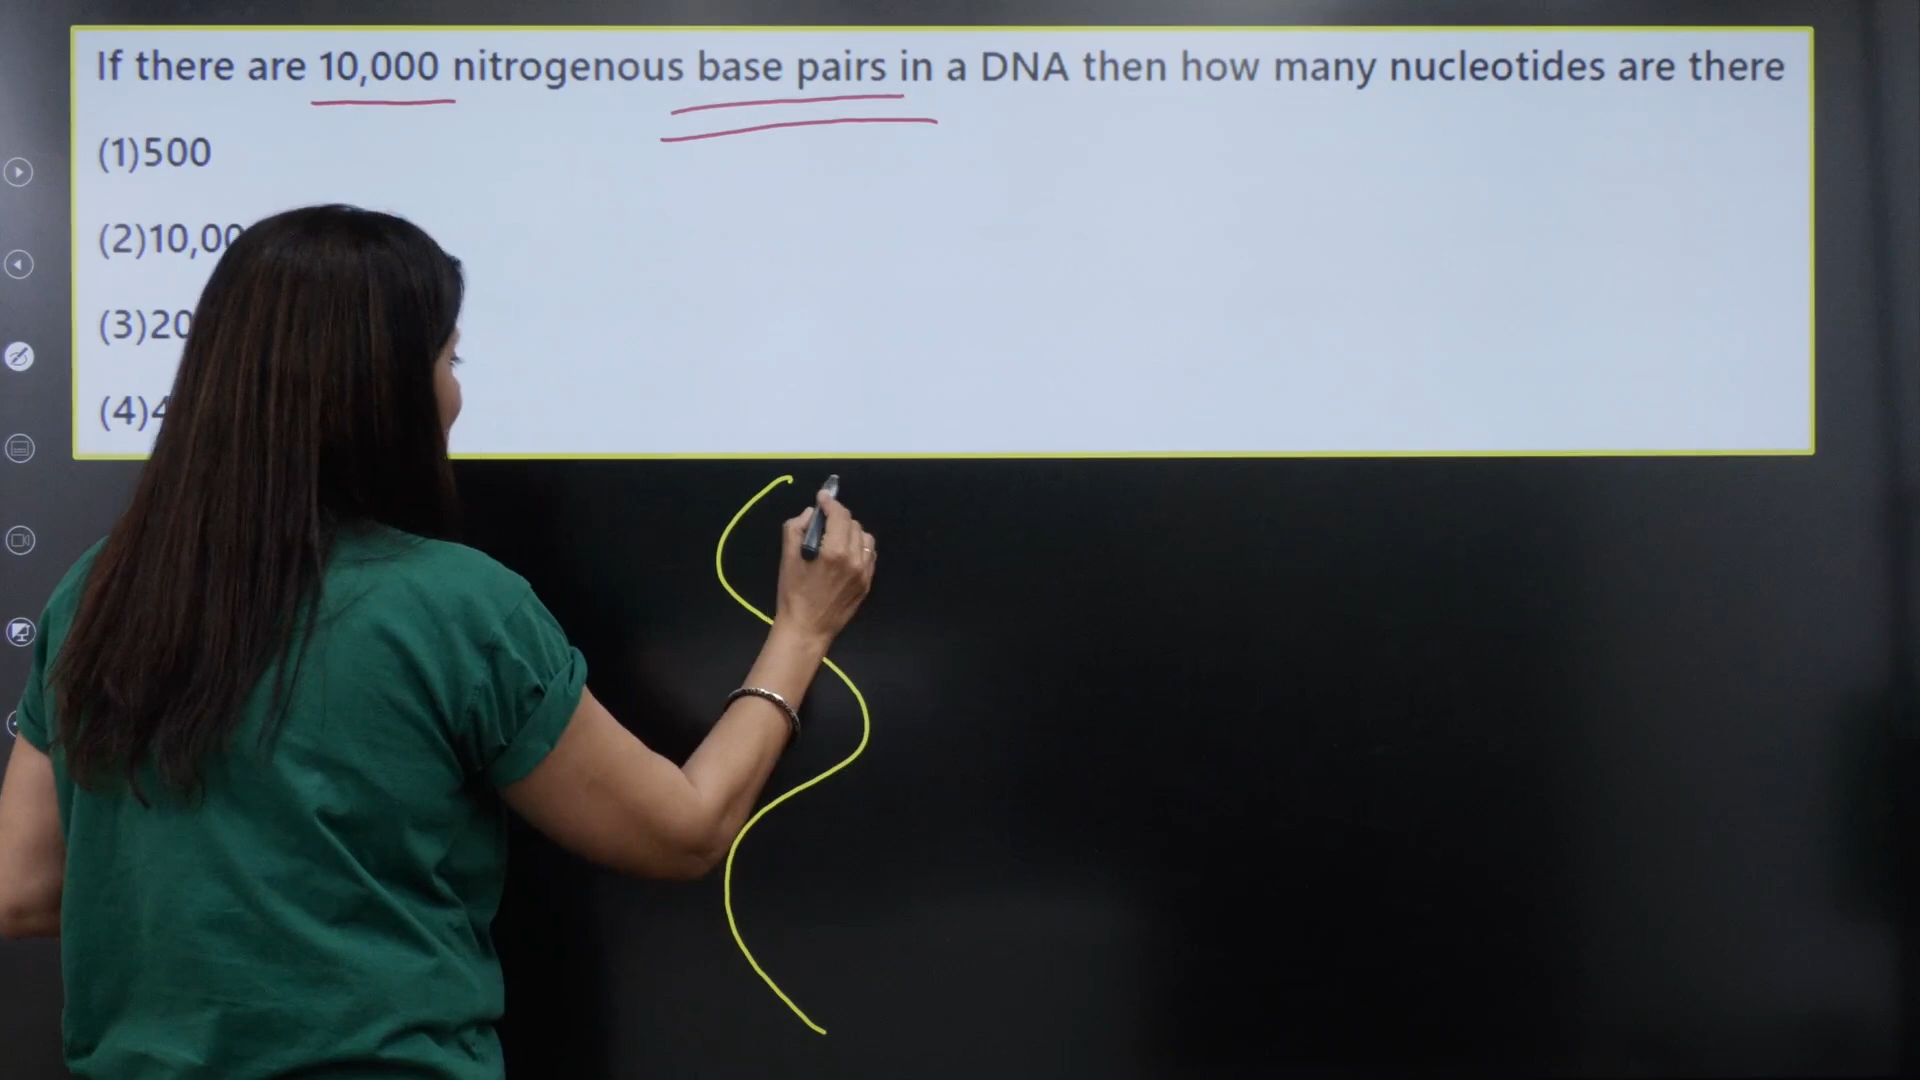 If there are 10,000 nitrogenous base pairs in a DNA then how many nucleotides are there
(1)500
(2)10,00
(3)20
(4)4